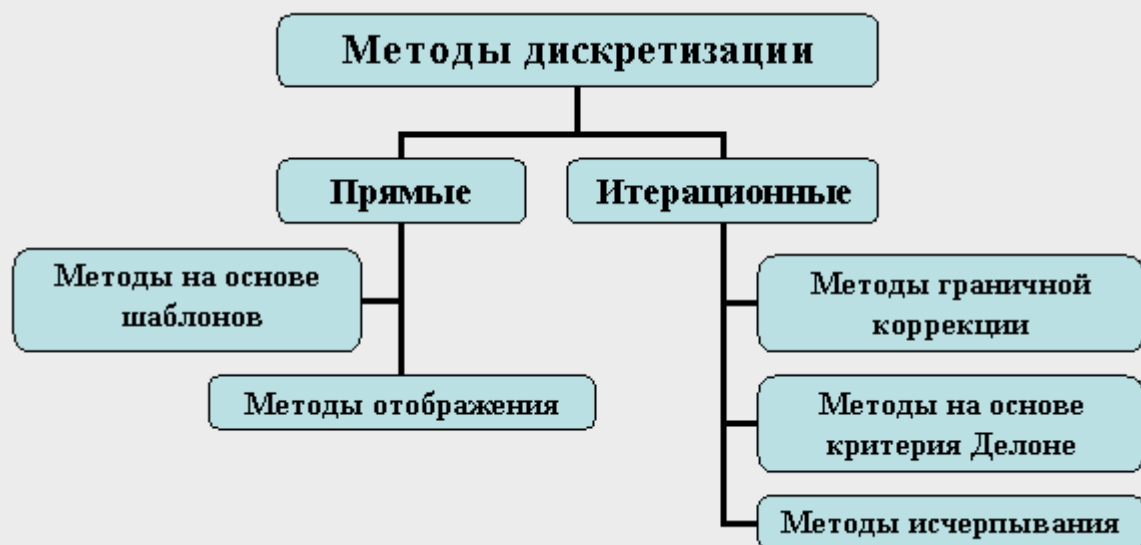 Методы дискретизации
Прямые
Итерационные
Методы на основе
шаблонов
Методы отображения
Методы граничной
коррекции
Методы на основе
критерия Делоне
Методы исчерпывания